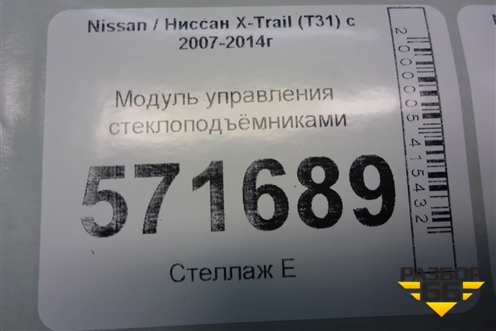 Nissan / Ниссан X-Trail (T31) с
2007-2014г
Модуль управления
стеклоподъёмниками
571689
Стеллаж Е
2000005415432
РАЗБОР
66